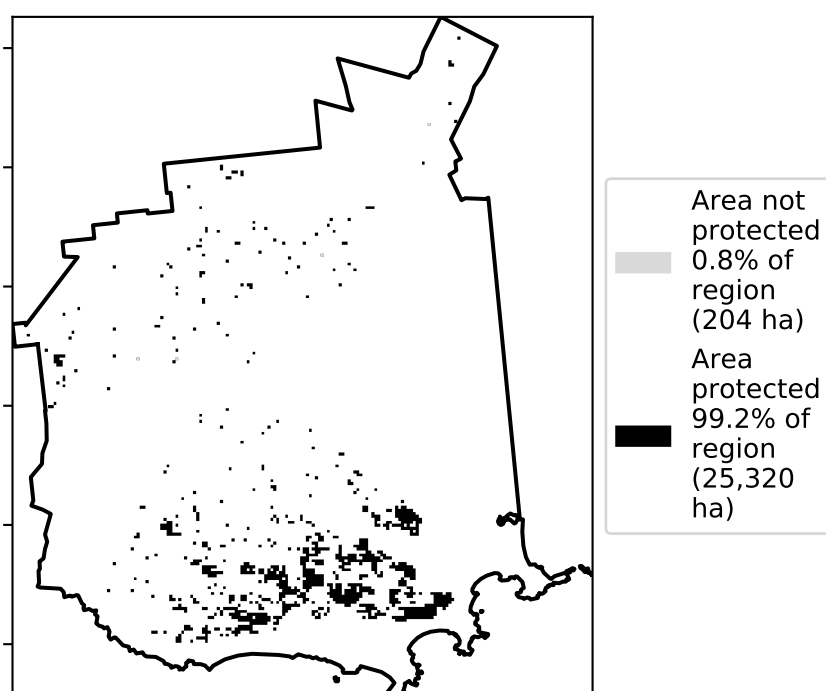 Area not
protected
0.8% of
region
(204 ha)
Area
protected
99.2% of
region
(25,320
ha)